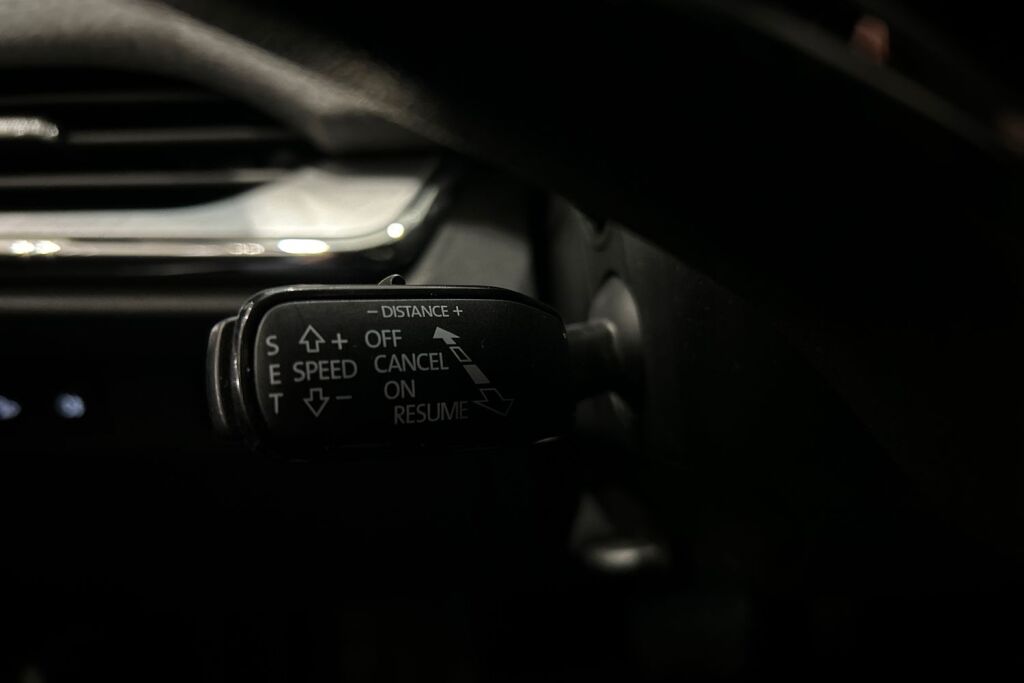 − DISTANCE +
S + OFF
E SPEED CANCEL
T − ON
RESUME